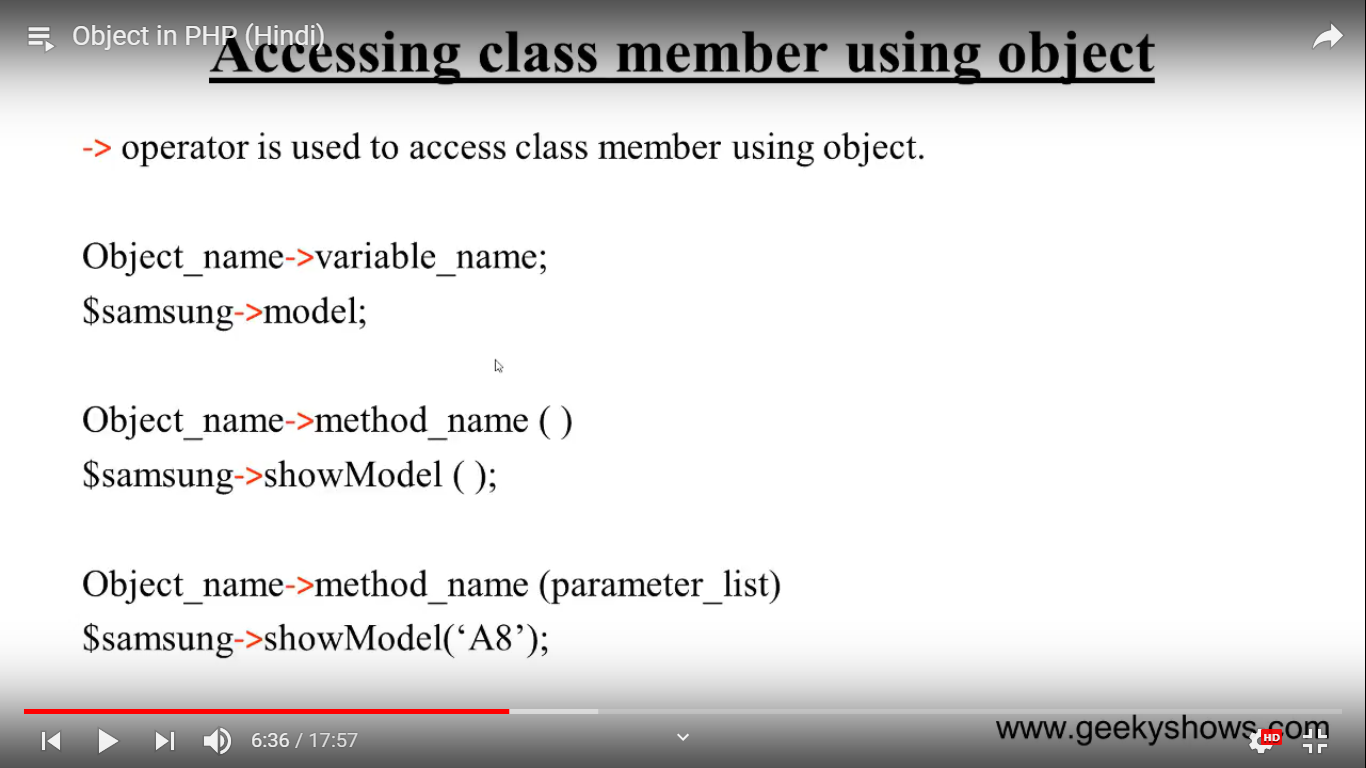 Object in PHP (Hindi)
Accessing class member using object
-> operator is used to access class member using object.
Object_name->variable_name;
$samsung->model;
Object_name->method_name ( )
$samsung->showModel ( );
Object_name->method_name (parameter_list)
$samsung->showModel(‘A8’);
www.geekyshows.com
6:36 / 17:57
HD